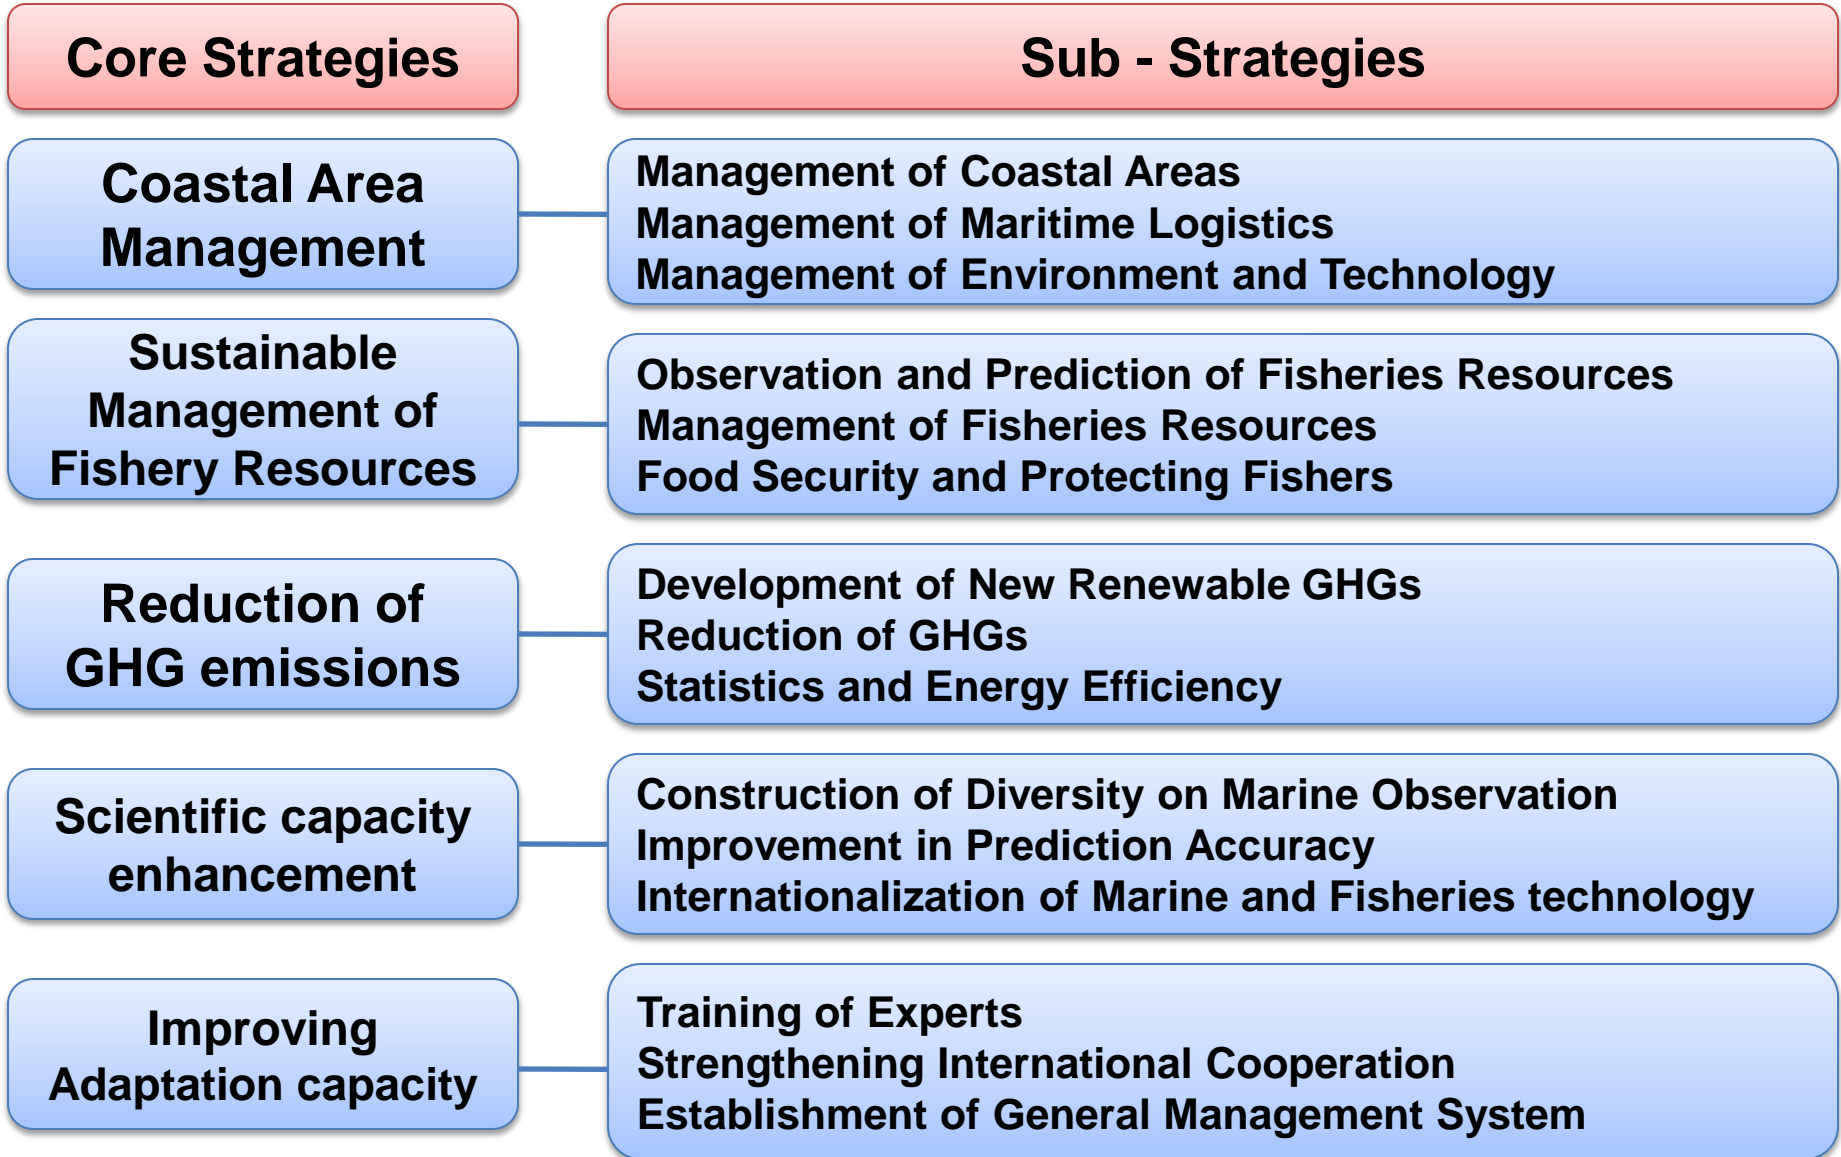 Core Strategies
Sub - Strategies
Coastal Area
Management
Management of Coastal Areas
Management of Maritime Logistics
Management of Environment and Technology
Sustainable
Management of
Fishery Resources
Observation and Prediction of Fisheries Resources
Management of Fisheries Resources
Food Security and Protecting Fishers
Reduction of
GHG emissions
Development of New Renewable GHGs
Reduction of GHGs
Statistics and Energy Efficiency
Scientific capacity
enhancement
Construction of Diversity on Marine Observation
Improvement in Prediction Accuracy
Internationalization of Marine and Fisheries technology
Improving
Adaptation capacity
Training of Experts
Strengthening International Cooperation
Establishment of General Management System